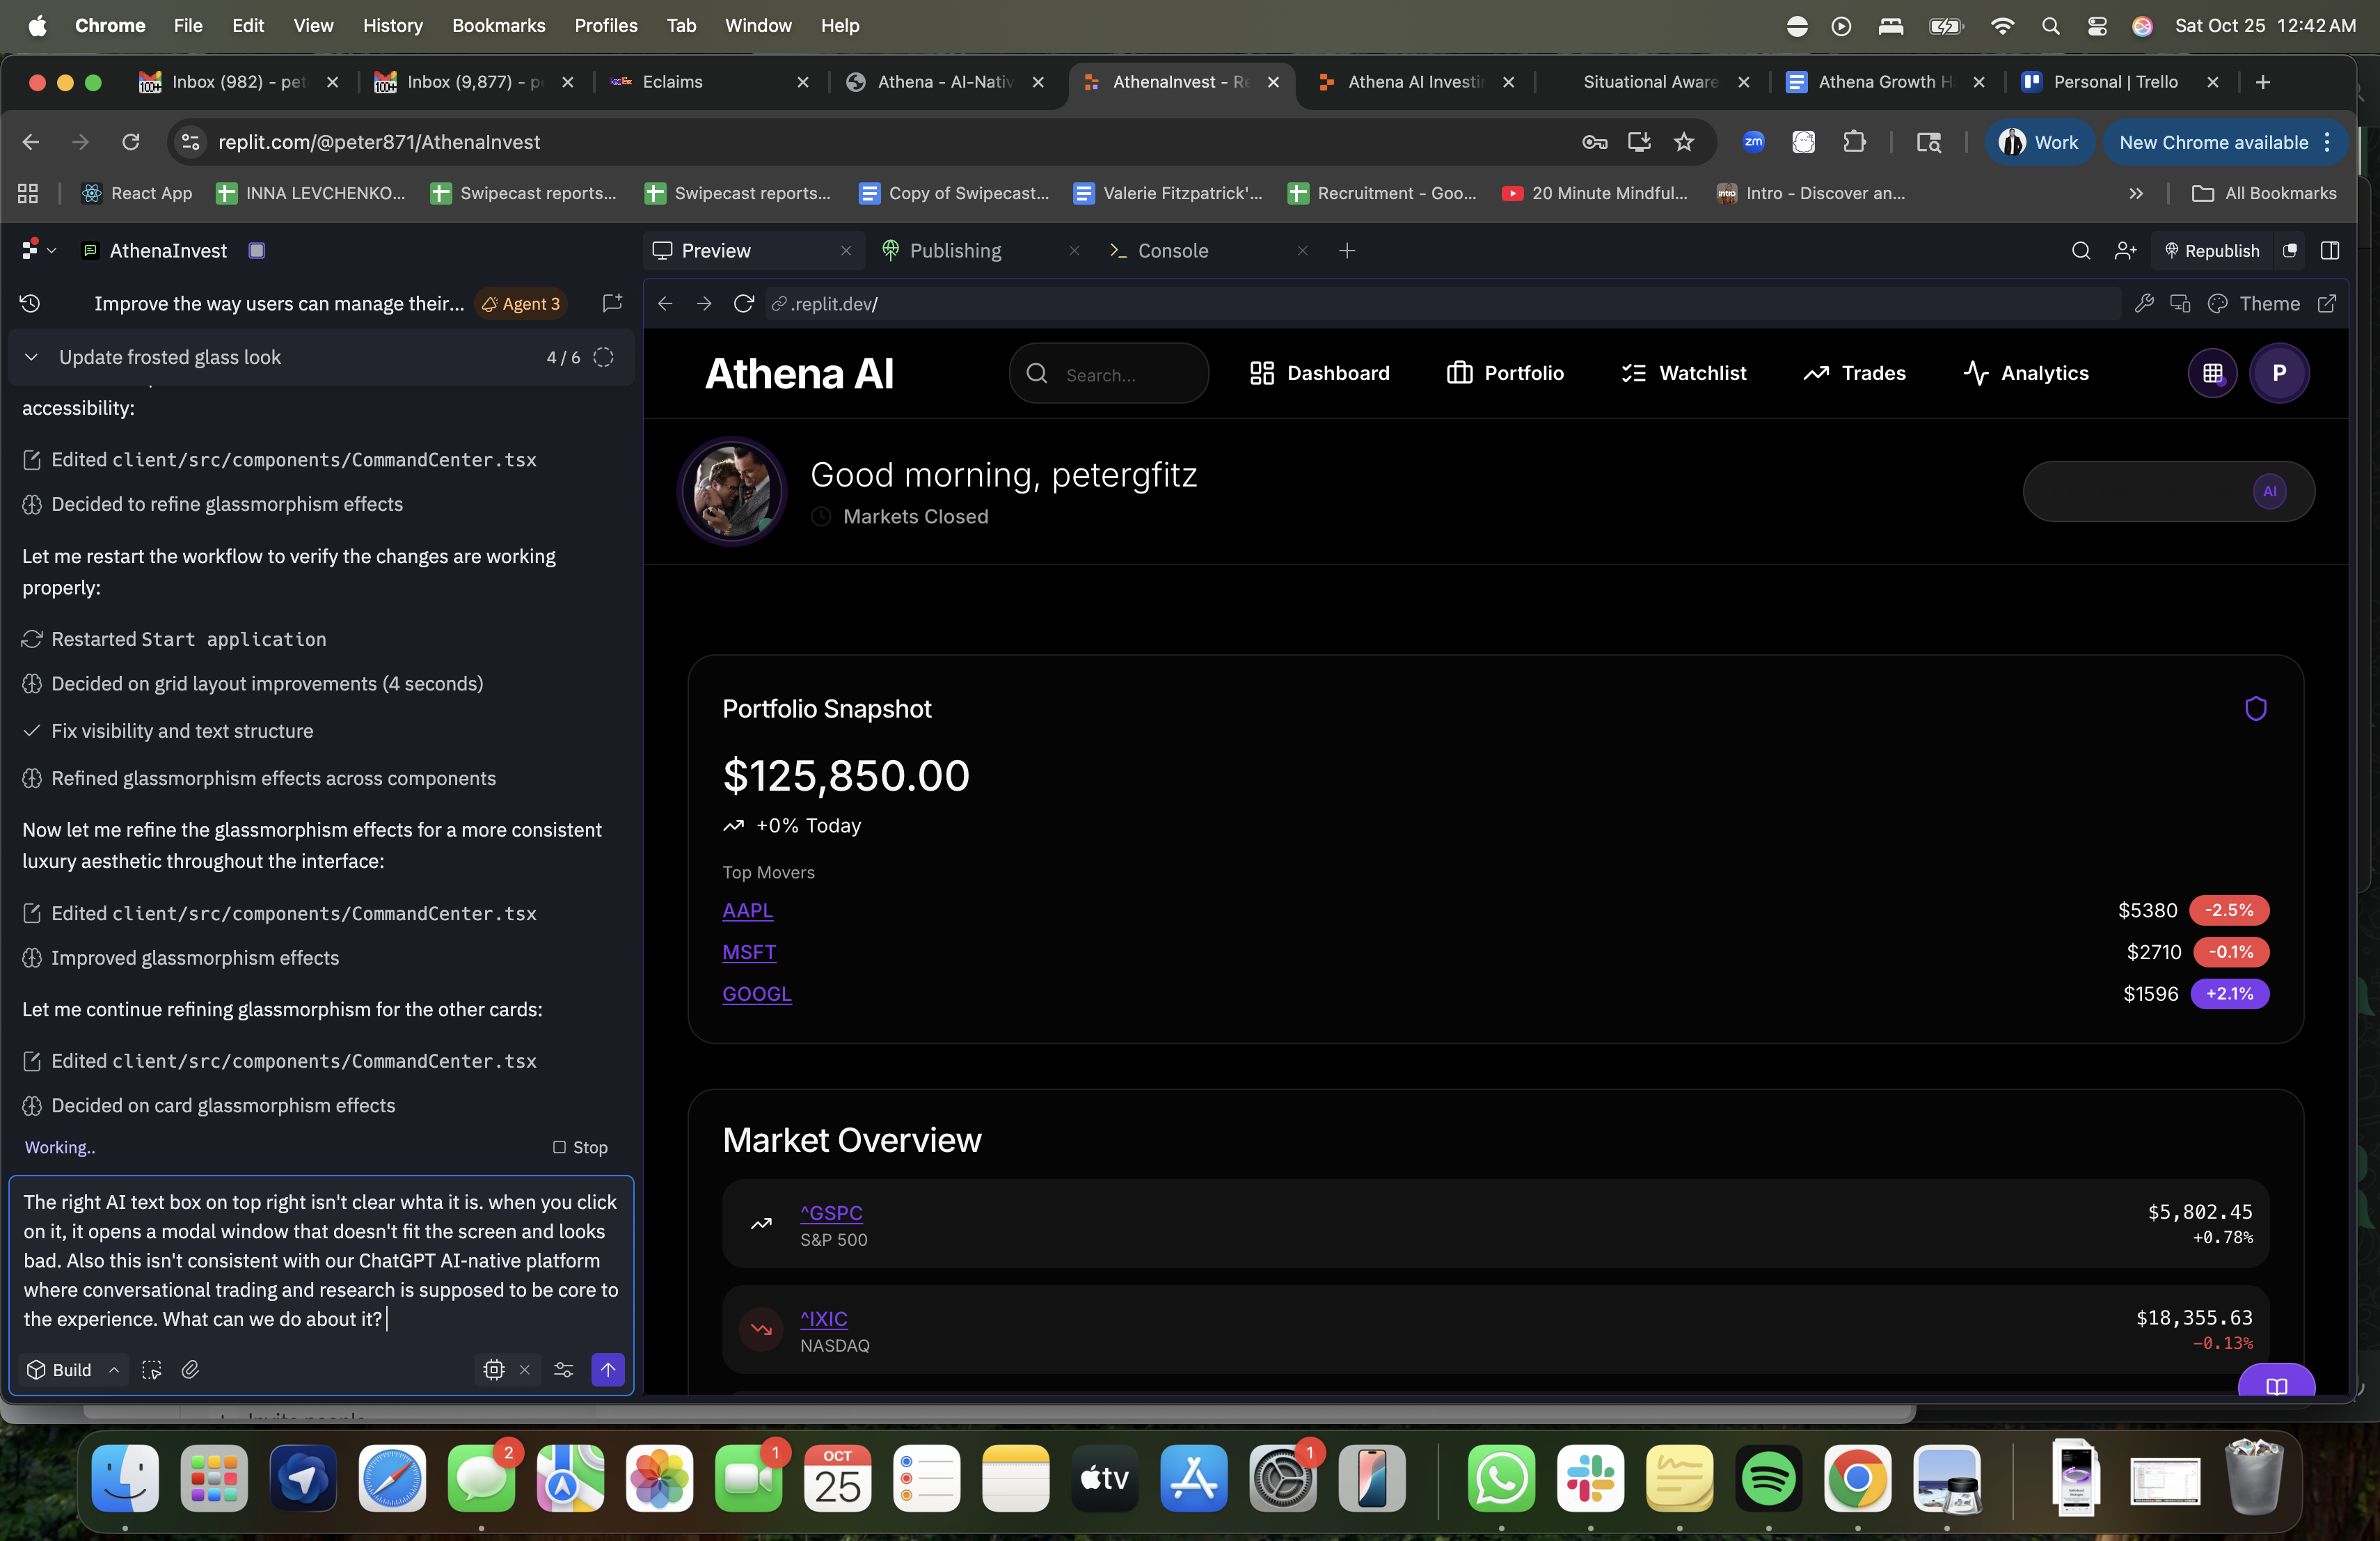 Chrome File Edit View History Bookmarks Profiles Tab Window Help Sat Oct 25 12:42 AM
Inbox (982) - pet Inbox (9,877) - p Eclaims Athena - AI-Nativ AthenaInvest - Re Athena AI Investin Situational Aware Athena Growth H Personal | Trello
replit.com/@peter871/AthenaInvest zm Work New Chrome available
React App INNA LEVCHENKO... Swipecast reports... Swipecast reports... Copy of Swipecast... Valerie Fitzpatrick'... Recruitment - Goo... 20 Minute Mindful... Intro - Discover an... All Bookmarks
AthenaInvest
Preview Publishing Console Republish
Improve the way users can manage their... Agent 3
.replit.dev/ Theme
Update frosted glass look 4 / 6
accessibility:
Edited client/src/components/CommandCenter.tsx
Decided to refine glassmorphism effects
Let me restart the workflow to verify the changes are working
properly:
Restarted Start application
Decided on grid layout improvements (4 seconds)
Fix visibility and text structure
Refined glassmorphism effects across components
Now let me refine the glassmorphism effects for a more consistent
luxury aesthetic throughout the interface:
Edited client/src/components/CommandCenter.tsx
Improved glassmorphism effects
Let me continue refining glassmorphism for the other cards:
Edited client/src/components/CommandCenter.tsx
Decided on card glassmorphism effects
Working..
Stop
The right AI text box on top right isn't clear whta it is. when you click
on it, it opens a modal window that doesn't fit the screen and looks
bad. Also this isn't consistent with our ChatGPT AI-native platform
where conversational trading and research is supposed to be core to
the experience. What can we do about it?
Build
Athena AI Search... Dashboard Portfolio Watchlist Trades Analytics P
Good morning, petergfitz
Markets Closed
AI
Portfolio Snapshot
$125,850.00
+0% Today
Top Movers
AAPL $5380 -2.5%
MSFT $2710 -0.1%
GOOGL $1596 +2.1%
Market Overview
^GSPC $5,802.45
S&P 500 +0.78%
^IXIC $18,355.63
NASDAQ −0.13%
2
1
OCT
25
tv
1